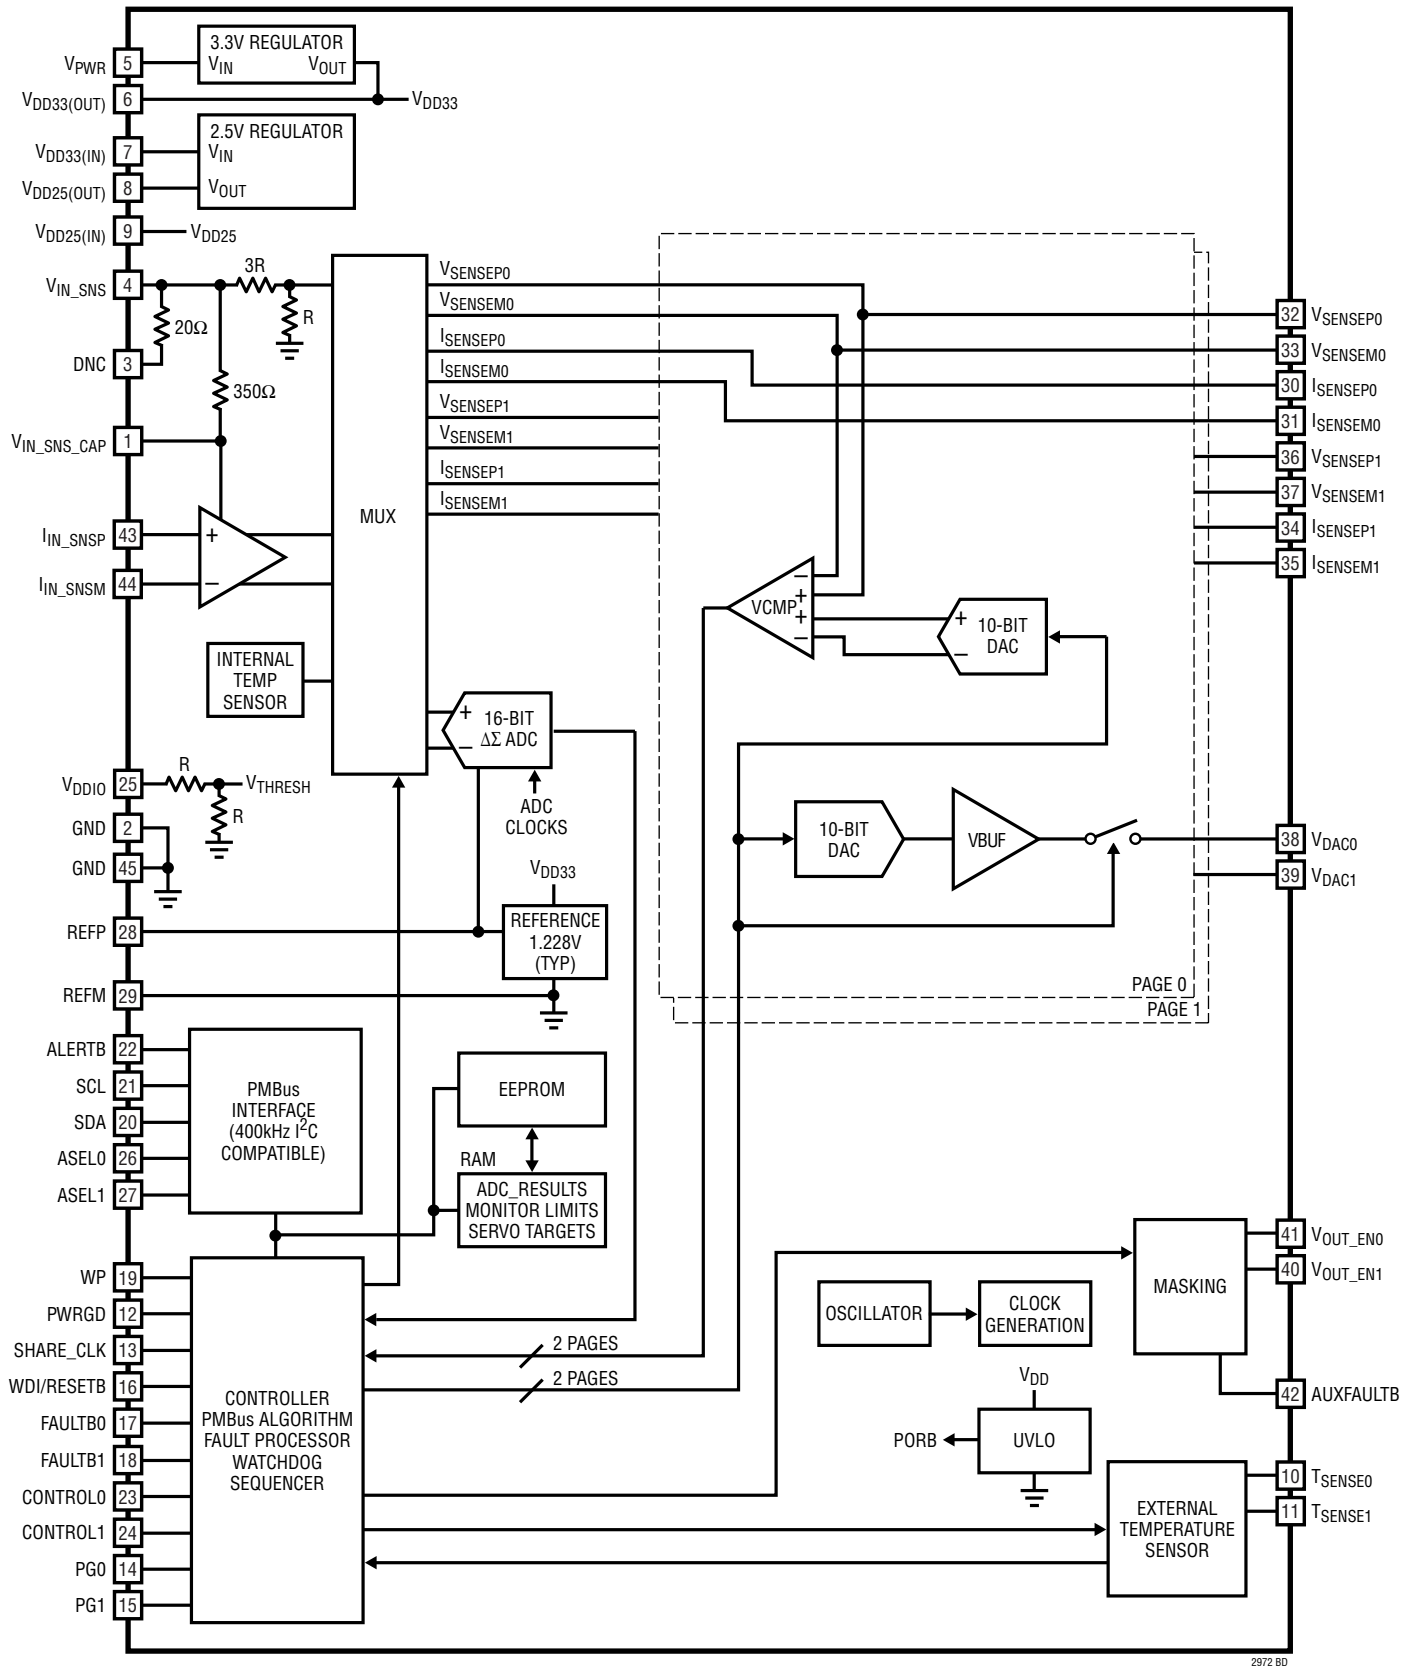 3.3V REGULATOR
VIN VOUT
VPWR 5
VDD33(OUT) 6
VDD33
2.5V REGULATOR
VDD33(IN) 7
VIN
VDD25(OUT) 8
VOUT
VDD25(IN) 9
VDD25
VIN_SNS 4
3R
R
20Ω
DNC 3
350Ω
VIN_SNS_CAP 1
IIN_SNSP 43
+
IIN_SNSM 44
–
MUX
VSENSEP0
VSENSEM0
ISENSEP0
ISENSEM0
VSENSEP1
VSENSEM1
ISENSEP1
ISENSEM1
32 VSENSEP0
33 VSENSEM0
30 ISENSEP0
31 ISENSEM0
36 VSENSEP1
37 VSENSEM1
34 ISENSEP1
35 ISENSEM1
VCMP
–
+
+
–
+
–
10-BIT
DAC
INTERNAL
TEMP
SENSOR
+
–
16-BIT
ΔΣ ADC
ADC
CLOCKS
VDDIO 25
R
VTHRESH
R
GND 2
GND 45
10-BIT
DAC
VBUF
38 VDAC0
39 VDAC1
VDD33
REFERENCE
1.228V
(TYP)
REFP 28
REFM 29
PAGE 0
PAGE 1
ALERTB 22
SCL 21
SDA 20
ASEL0 26
ASEL1 27
PMBus
INTERFACE
(400kHz I2C
COMPATIBLE)
EEPROM
RAM
ADC_RESULTS
MONITOR LIMITS
SERVO TARGETS
WP 19
PWRGD 12
SHARE_CLK 13
WDI/RESETB 16
FAULTB0 17
FAULTB1 18
CONTROL0 23
CONTROL1 24
PG0 14
PG1 15
CONTROLLER
PMBus ALGORITHM
FAULT PROCESSOR
WATCHDOG
SEQUENCER
2 PAGES
2 PAGES
OSCILLATOR
CLOCK
GENERATION
MASKING
41 VOUT_EN0
40 VOUT_EN1
42 AUXFAULTB
VDD
PORB
UVLO
EXTERNAL
TEMPERATURE
SENSOR
10 TSENSE0
11 TSENSE1
2972 BD